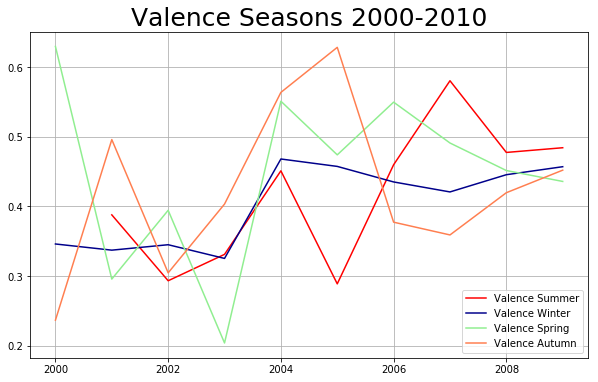 Valence Seasons 2000-2010
0.6
0.5
0.4
0.3
0.2
2000
2002
2004
2006
2008
Valence Summer
Valence Winter
Valence Spring
Valence Autumn